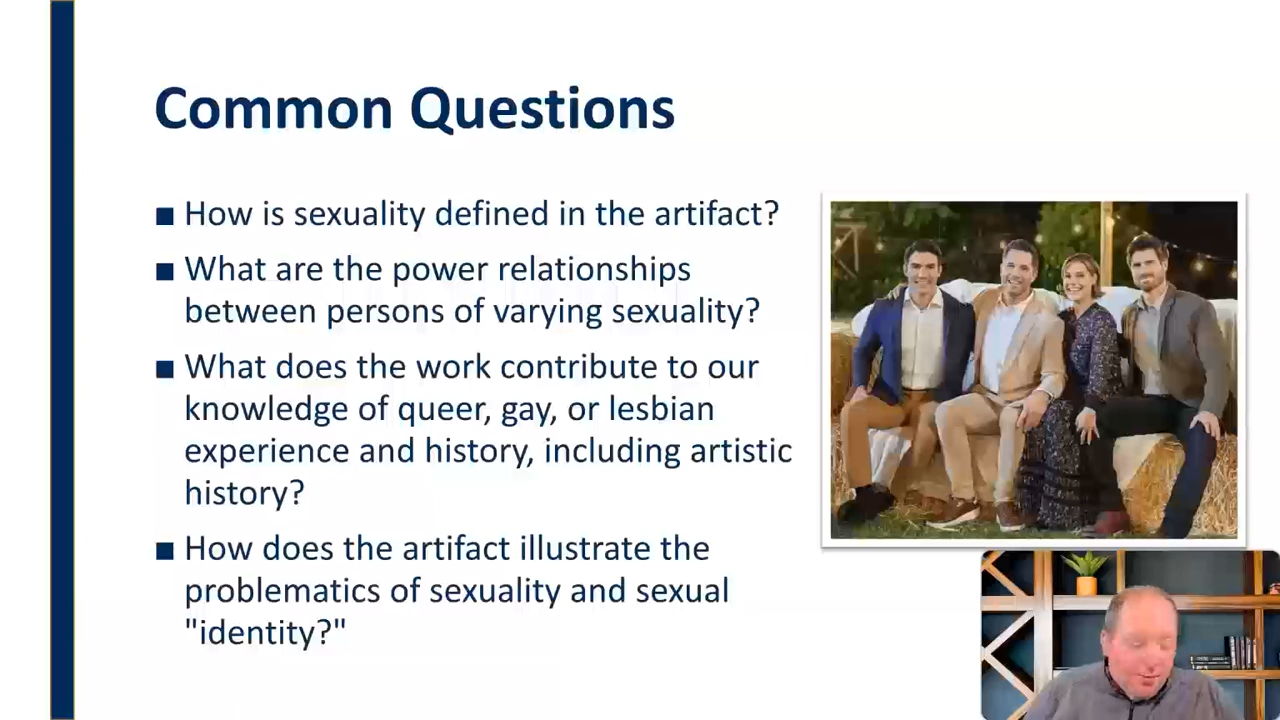 Common Questions
■ How is sexuality defined in the artifact?
■ What are the power relationships
between persons of varying sexuality?
■ What does the work contribute to our
knowledge of queer, gay, or lesbian
experience and history, including artistic
history?
■ How does the artifact illustrate the
problematics of sexuality and sexual
"identity?"